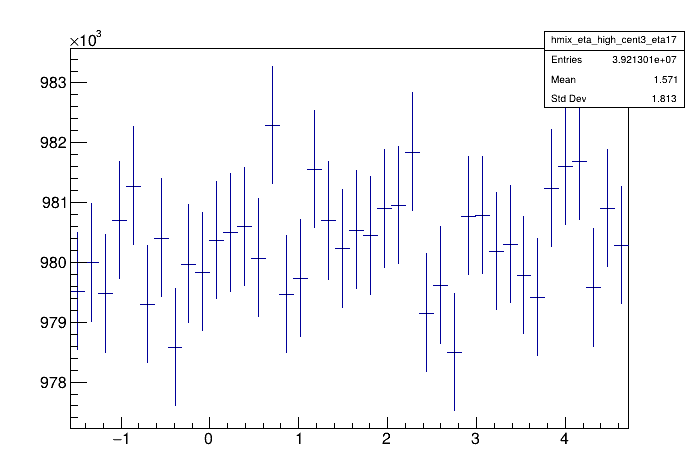 ×10³
hmix_eta_high_cent3_eta17
Entries 3.921301e+07
Mean 1.571
Std Dev 1.813
983
982
981
980
979
978
−1 0 1 2 3 4